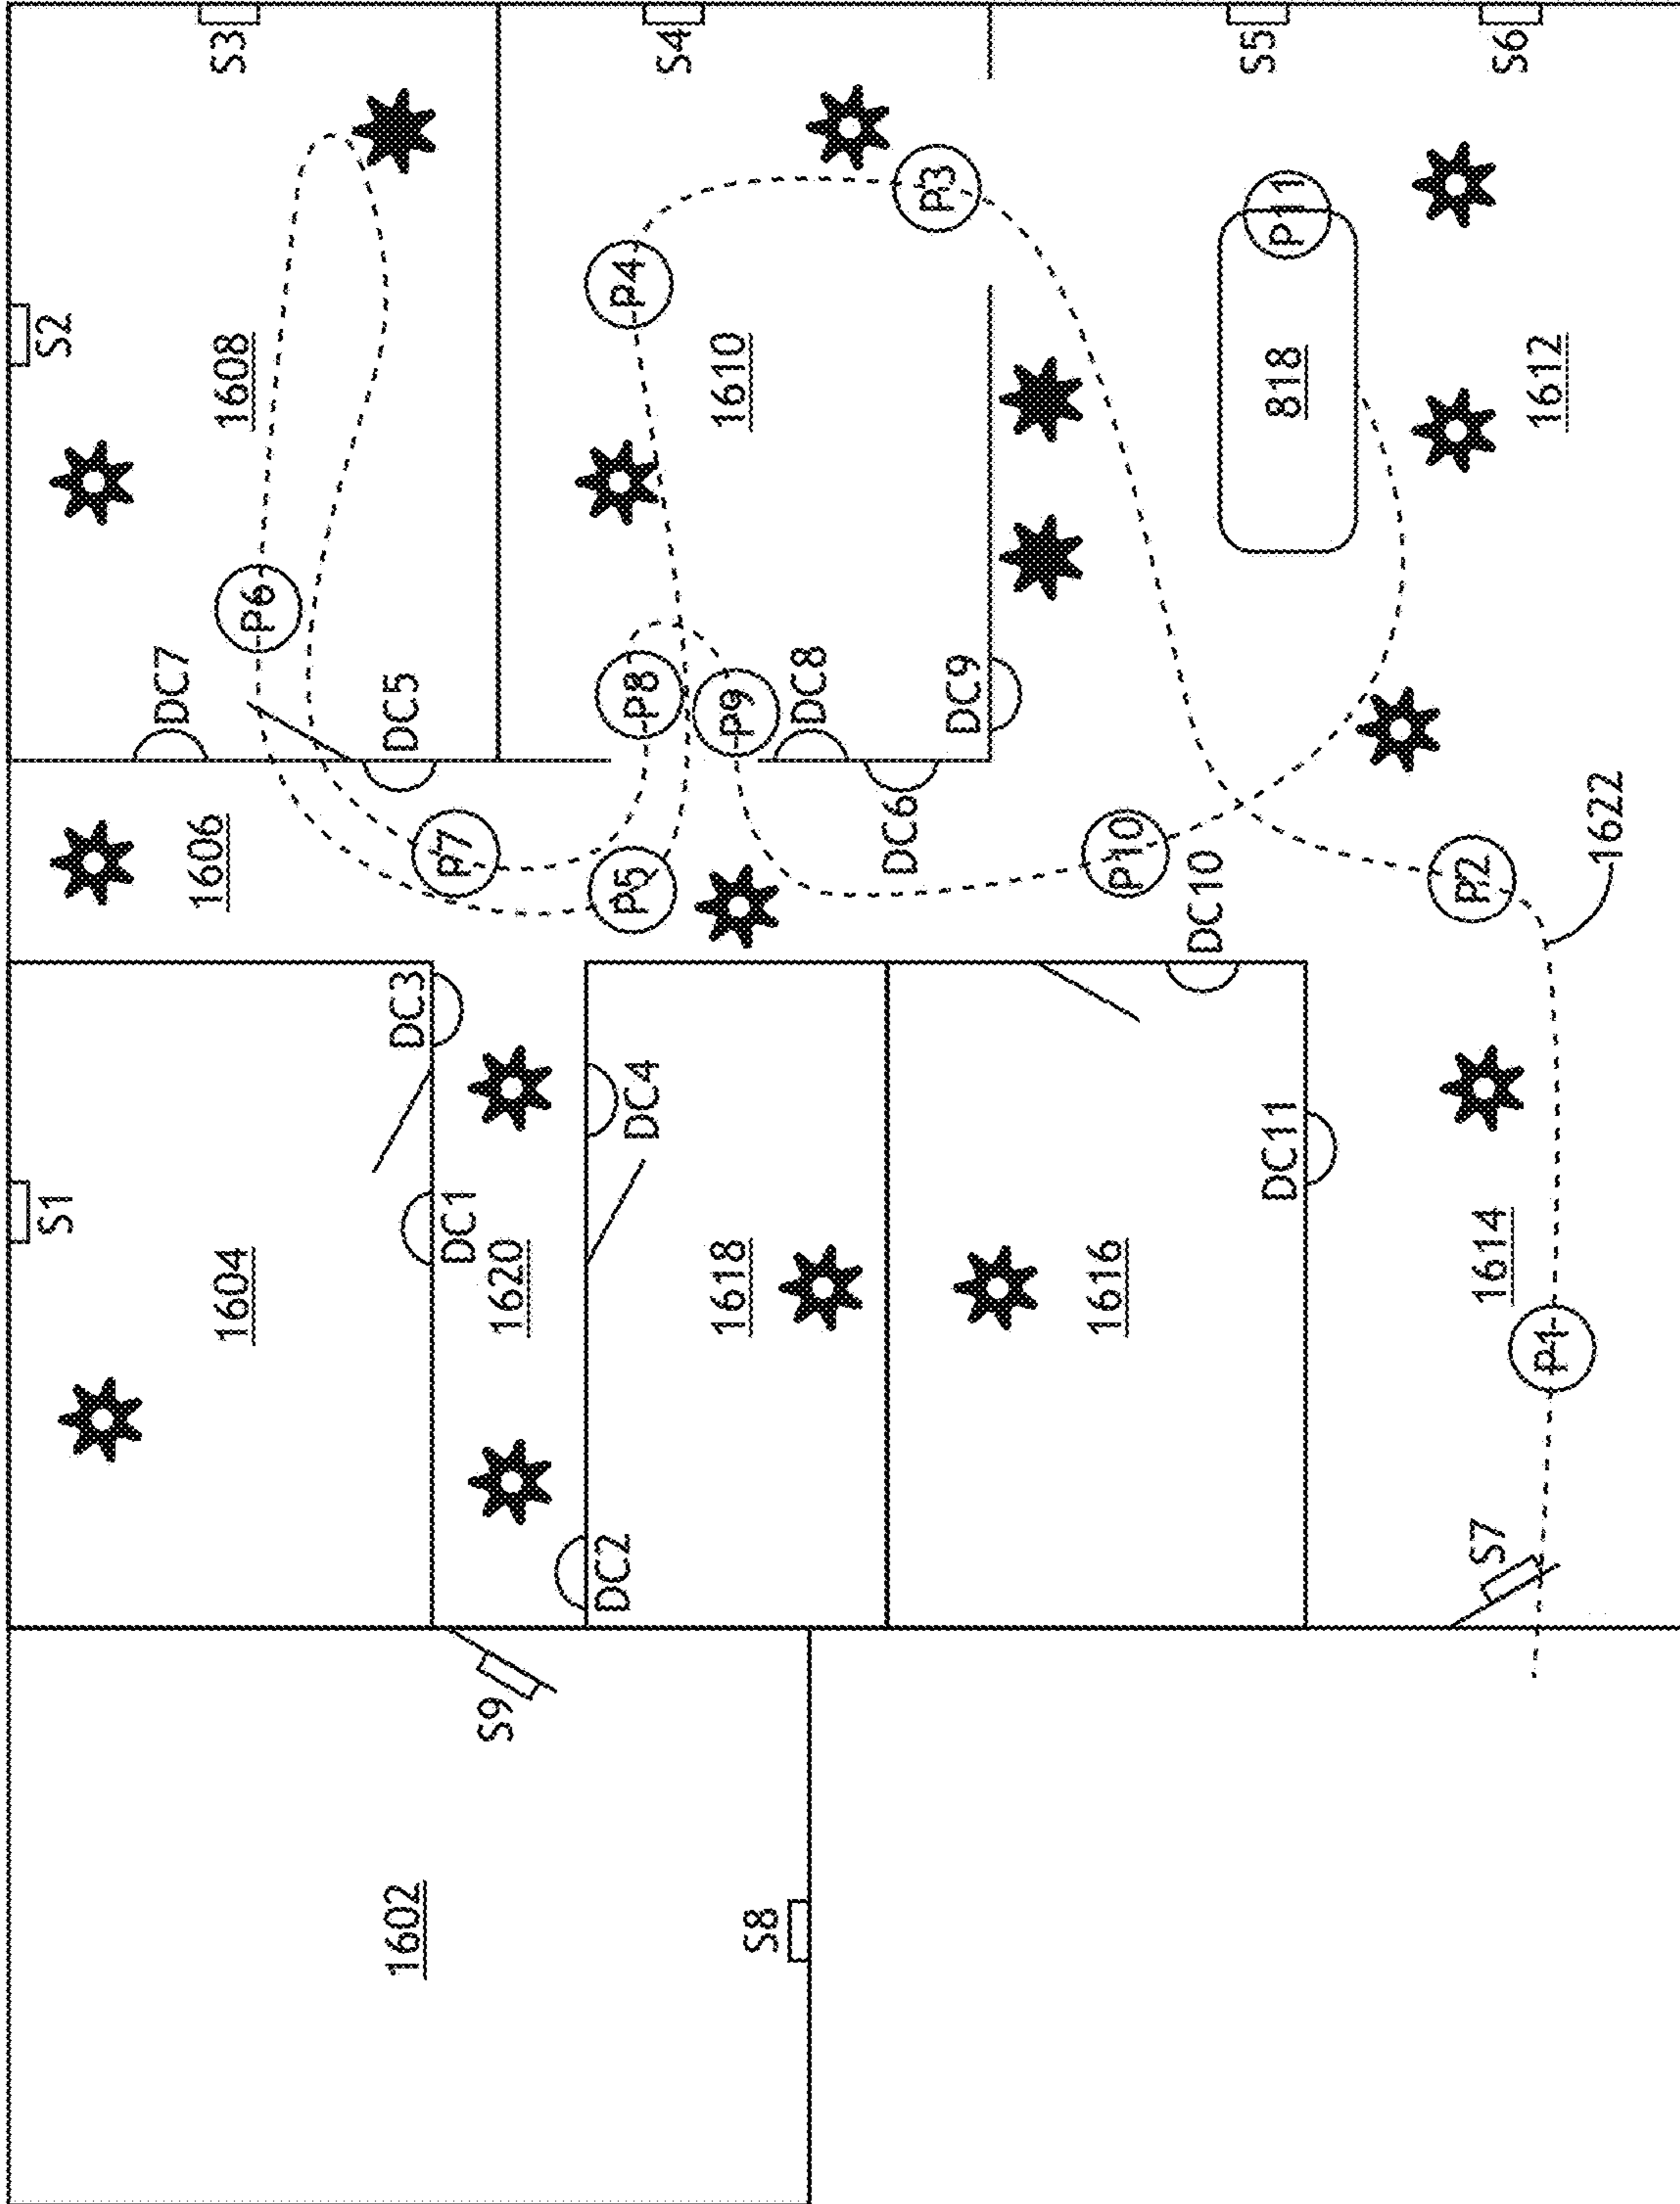 1602
S8
S9
S1
1604
DC1
DC3
1620
DC2
DC4
1618
1616
DC11
DC10
1614
S7
P1
1622
P2
1606
P7
P5
P10
DC7
DC5
P6
1608
S2
S3
P8
P9
DC8
DC6
DC9
P4
1610
S4
P3
818
P11
1612
S5
S6